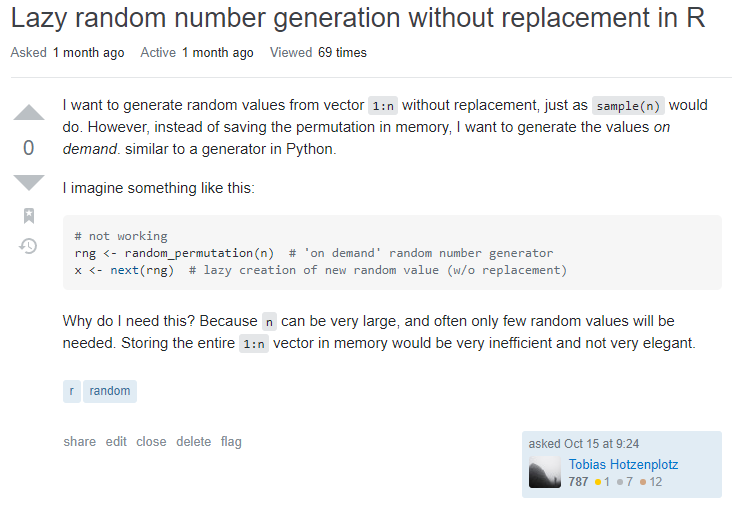 Lazy random number generation without replacement in R
Asked 1 month ago Active 1 month ago Viewed 69 times
I want to generate random values from vector 1:n without replacement, just as sample(n) would
do. However, instead of saving the permutation in memory, I want to generate the values on
0
demand. similar to a generator in Python.
I imagine something like this:
# not working
rng <- random_permutation(n) # 'on demand' random number generator
x <- next(rng) # lazy creation of new random value (w/o replacement)
Why do I need this? Because n can be very large, and often only few random values will be
needed. Storing the entire 1:n vector in memory would be very inefficient and not very elegant.
r random
share edit close delete flag
asked Oct 15 at 9:24
Tobias Hotzenplotz
787 1 7 12